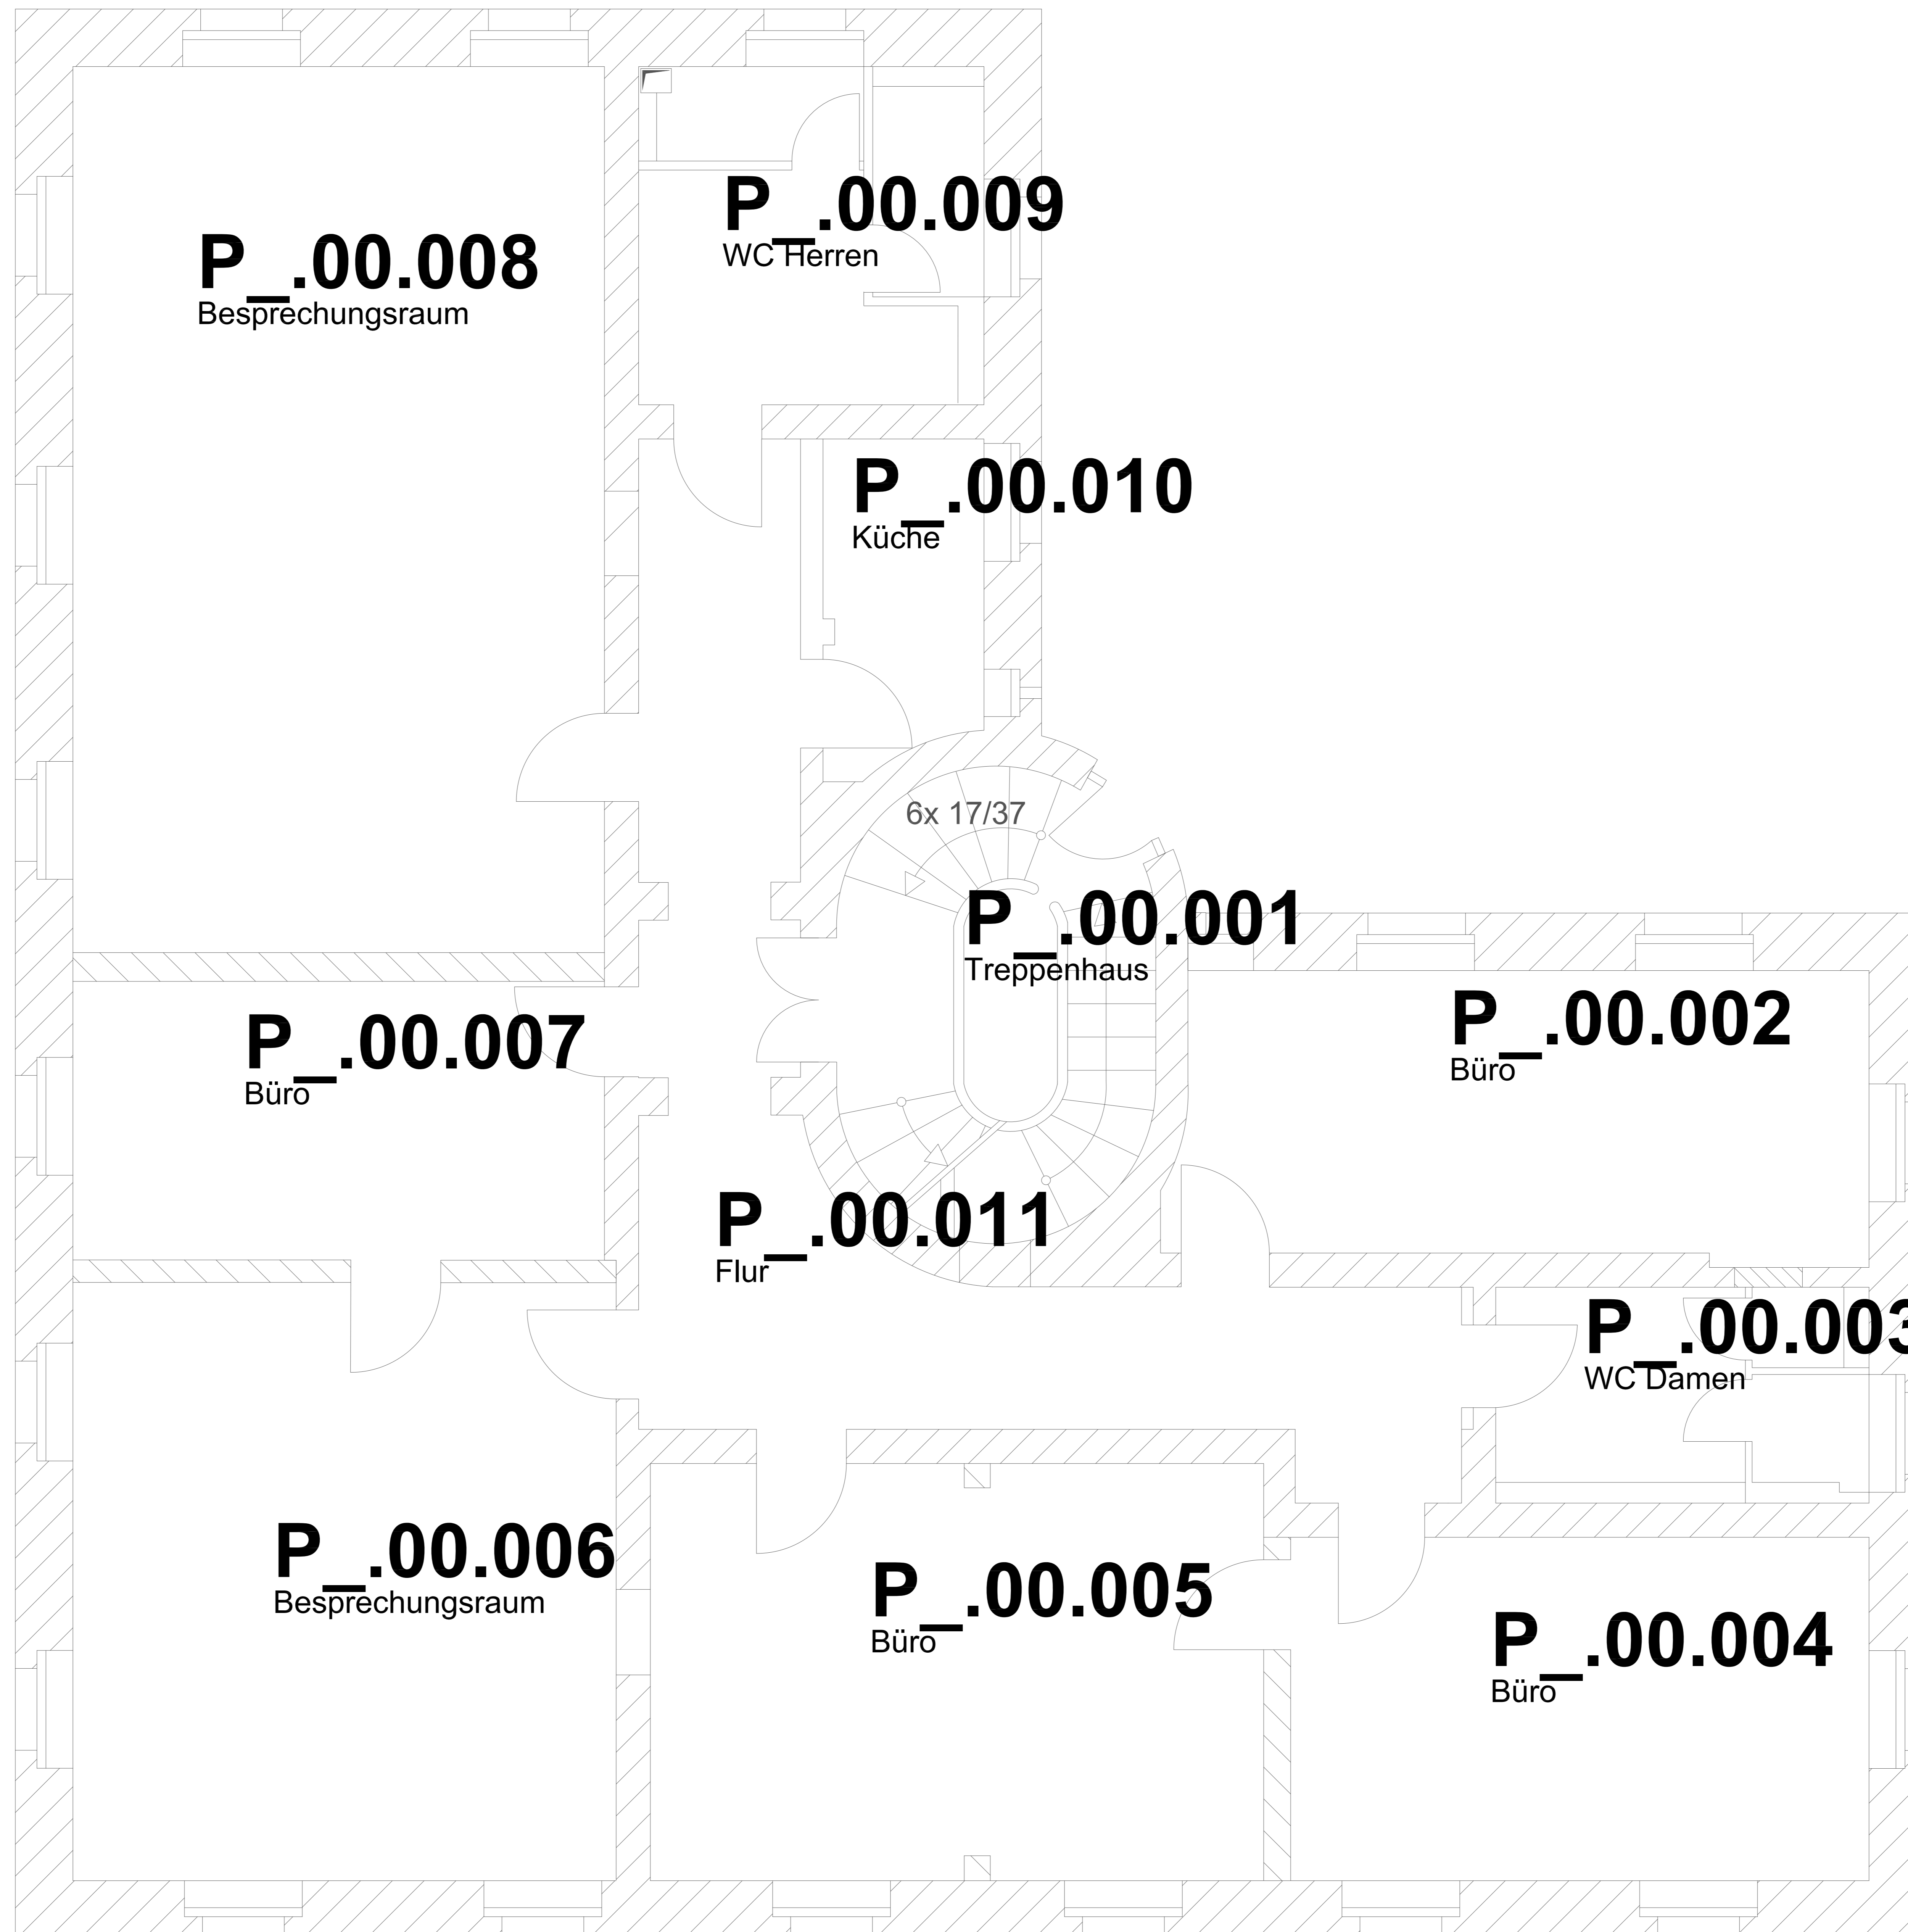 P_.00.009
WC Herren
P_.00.008
Besprechungsraum
P_.00.010
Küche
6x 17/37
P_.00.001
Treppenhaus
P_.00.002
Büro
P_.00.007
Büro
P_.00.011
Flur
P_.00.003
WC Damen
P_.00.006
Besprechungsraum
P_.00.005
Büro
P_.00.004
Büro